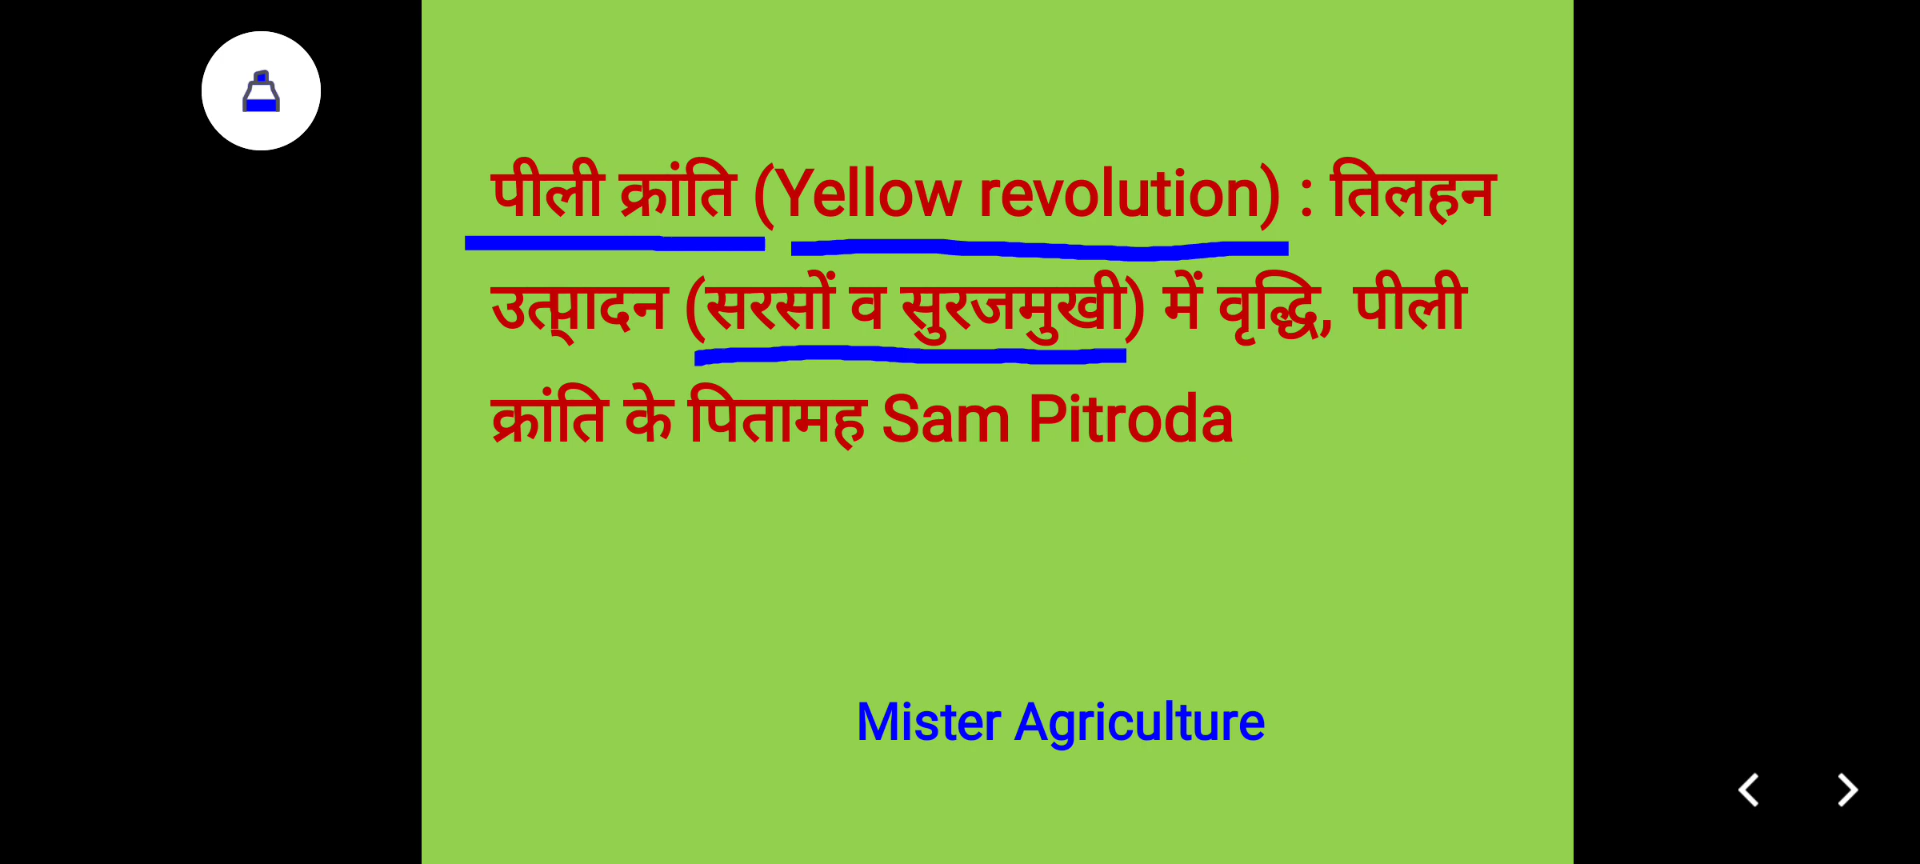 पीली क्रांति (Yellow revolution) : तिलहन
उत्पादन (सरसों व सुरजमुखी) में वृद्धि, पीली
क्रांति के पितामह Sam Pitroda
Mister Agriculture